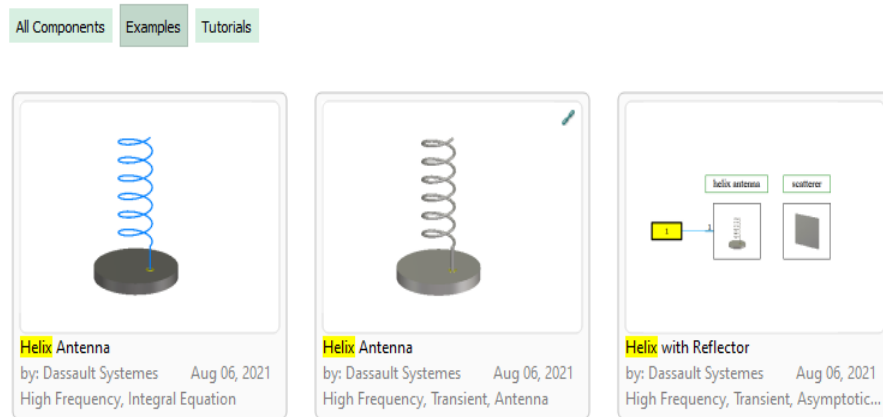 All Components Examples Tutorials
helix antenna scatterer
1 1
Helix Antenna
by: Dassault Systemes Aug 06, 2021
High Frequency, Integral Equation
Helix Antenna
by: Dassault Systemes Aug 06, 2021
High Frequency, Transient, Antenna
Helix with Reflector
by: Dassault Systemes Aug 06, 2021
High Frequency, Transient, Asymptotic...